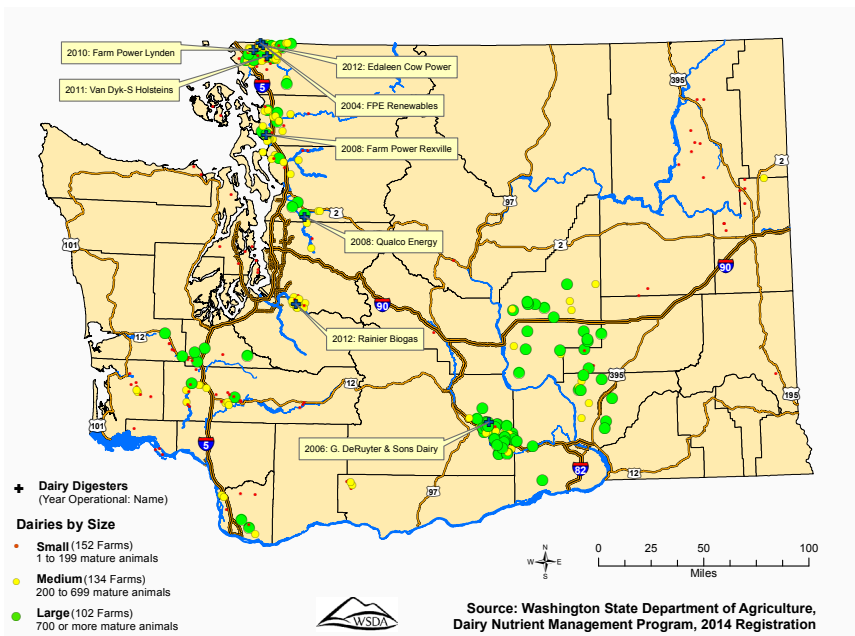 2010: Farm Power Lynden
2012: Edaleen Cow Power
2011: Van Dyk-S Holsteins
5
2004: FPE Renewables
395
2008: Farm Power Rexville
2
97
2
2008: Qualco Energy
101
2
90
90
12
2012: Rainier Biogas
12
395
195
101
5
2006: G. DeRuyter & Sons Dairy
82
12
97
Dairy Digesters
(Year Operational: Name)
Dairies by Size
Small (152 Farms)
1 to 199 mature animals
Medium (134 Farms)
200 to 699 mature animals
Large (102 Farms)
700 or more mature animals
N
W E
S
0 25 50 100
Miles
WSDA
Source: Washington State Department of Agriculture,
Dairy Nutrient Management Program, 2014 Registration